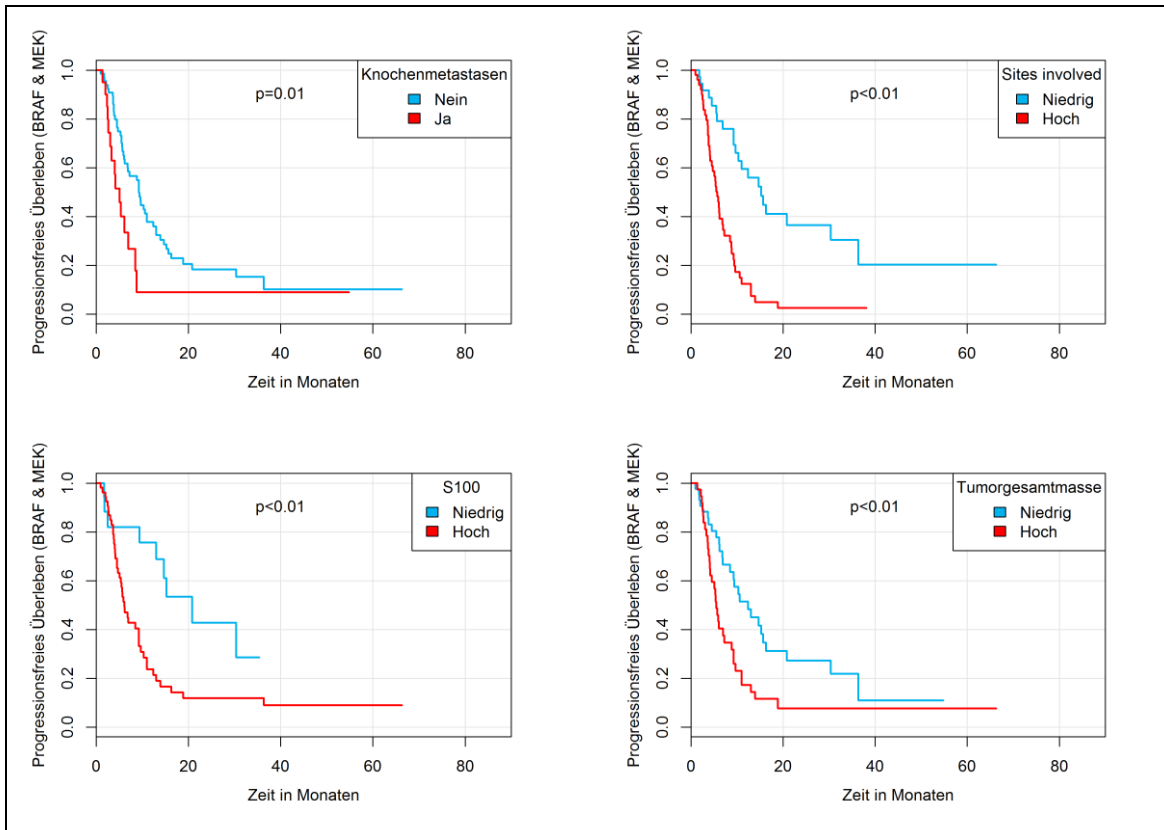 Progressionsfreies Überleben (BRAF & MEK)
1.0
0.8
0.6
0.4
0.2
0.0
p=0.01
Knochenmetastasen
Nein
Ja
0 20 40 60 80
Zeit in Monaten
Progressionsfreies Überleben (BRAF & MEK)
1.0
0.8
0.6
0.4
0.2
0.0
p<0.01
Sites involved
Niedrig
Hoch
0 20 40 60 80
Zeit in Monaten
Progressionsfreies Überleben (BRAF & MEK)
1.0
0.8
0.6
0.4
0.2
0.0
p<0.01
S100
Niedrig
Hoch
0 20 40 60 80
Zeit in Monaten
Progressionsfreies Überleben (BRAF & MEK)
1.0
0.8
0.6
0.4
0.2
0.0
p<0.01
Tumorgesamtmasse
Niedrig
Hoch
0 20 40 60 80
Zeit in Monaten